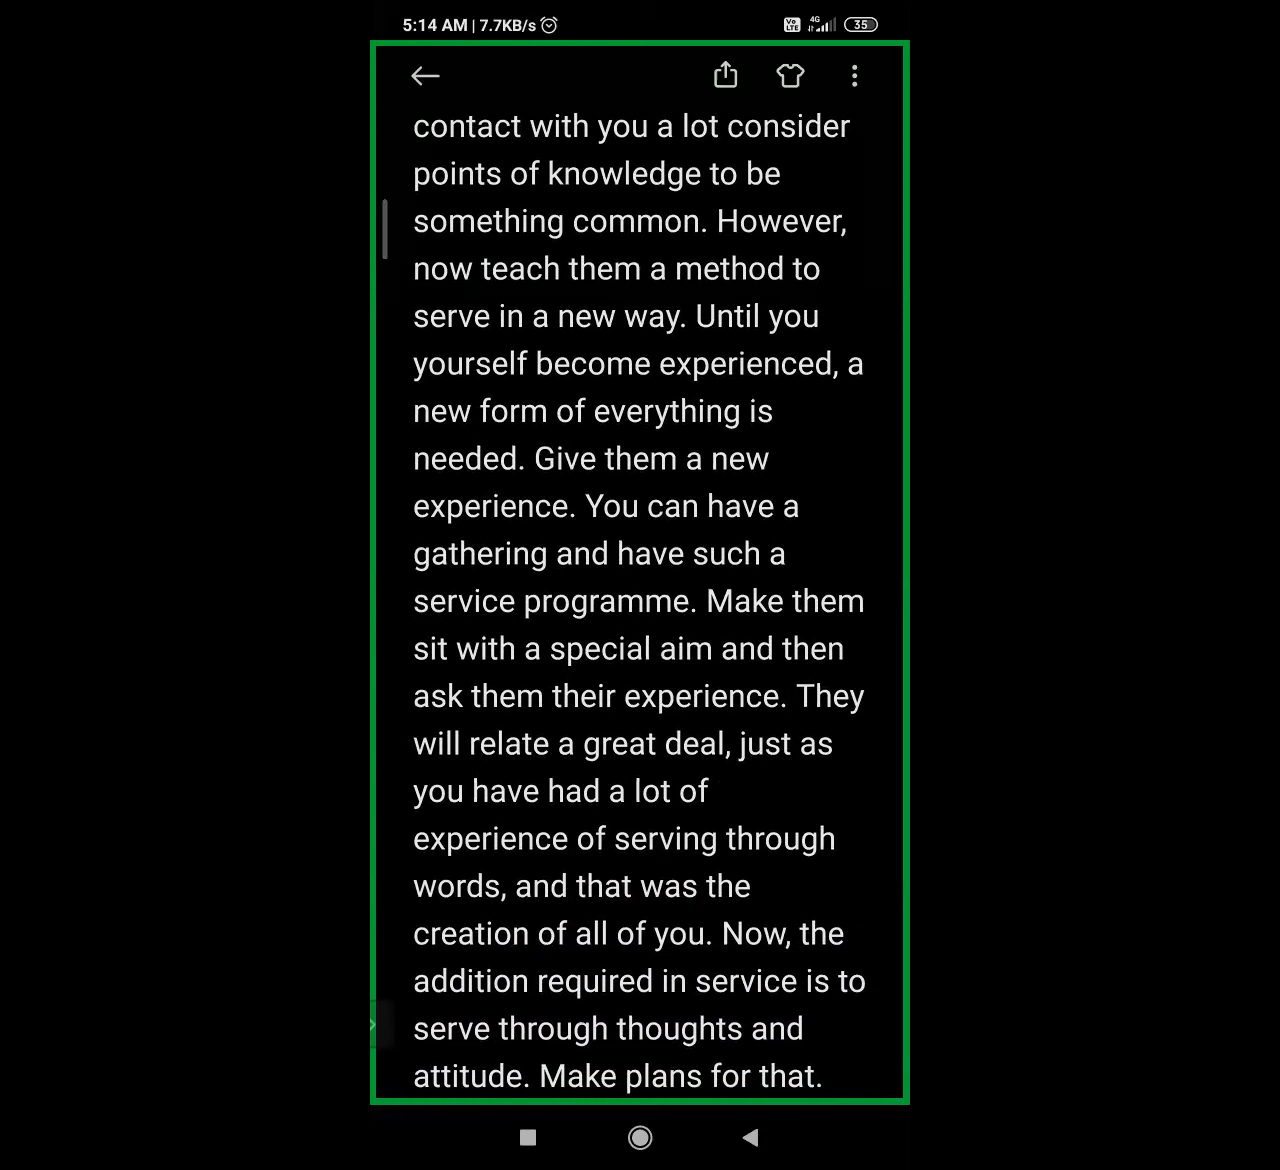 5:14 AM | 7.7KB/s Vo LTE 4G 35
contact with you a lot consider
points of knowledge to be
something common. However,
now teach them a method to
serve in a new way. Until you
yourself become experienced, a
new form of everything is
needed. Give them a new
experience. You can have a
gathering and have such a
service programme. Make them
sit with a special aim and then
ask them their experience. They
will relate a great deal, just as
you have had a lot of
experience of serving through
words, and that was the
creation of all of you. Now, the
addition required in service is to
serve through thoughts and
attitude. Make plans for that.